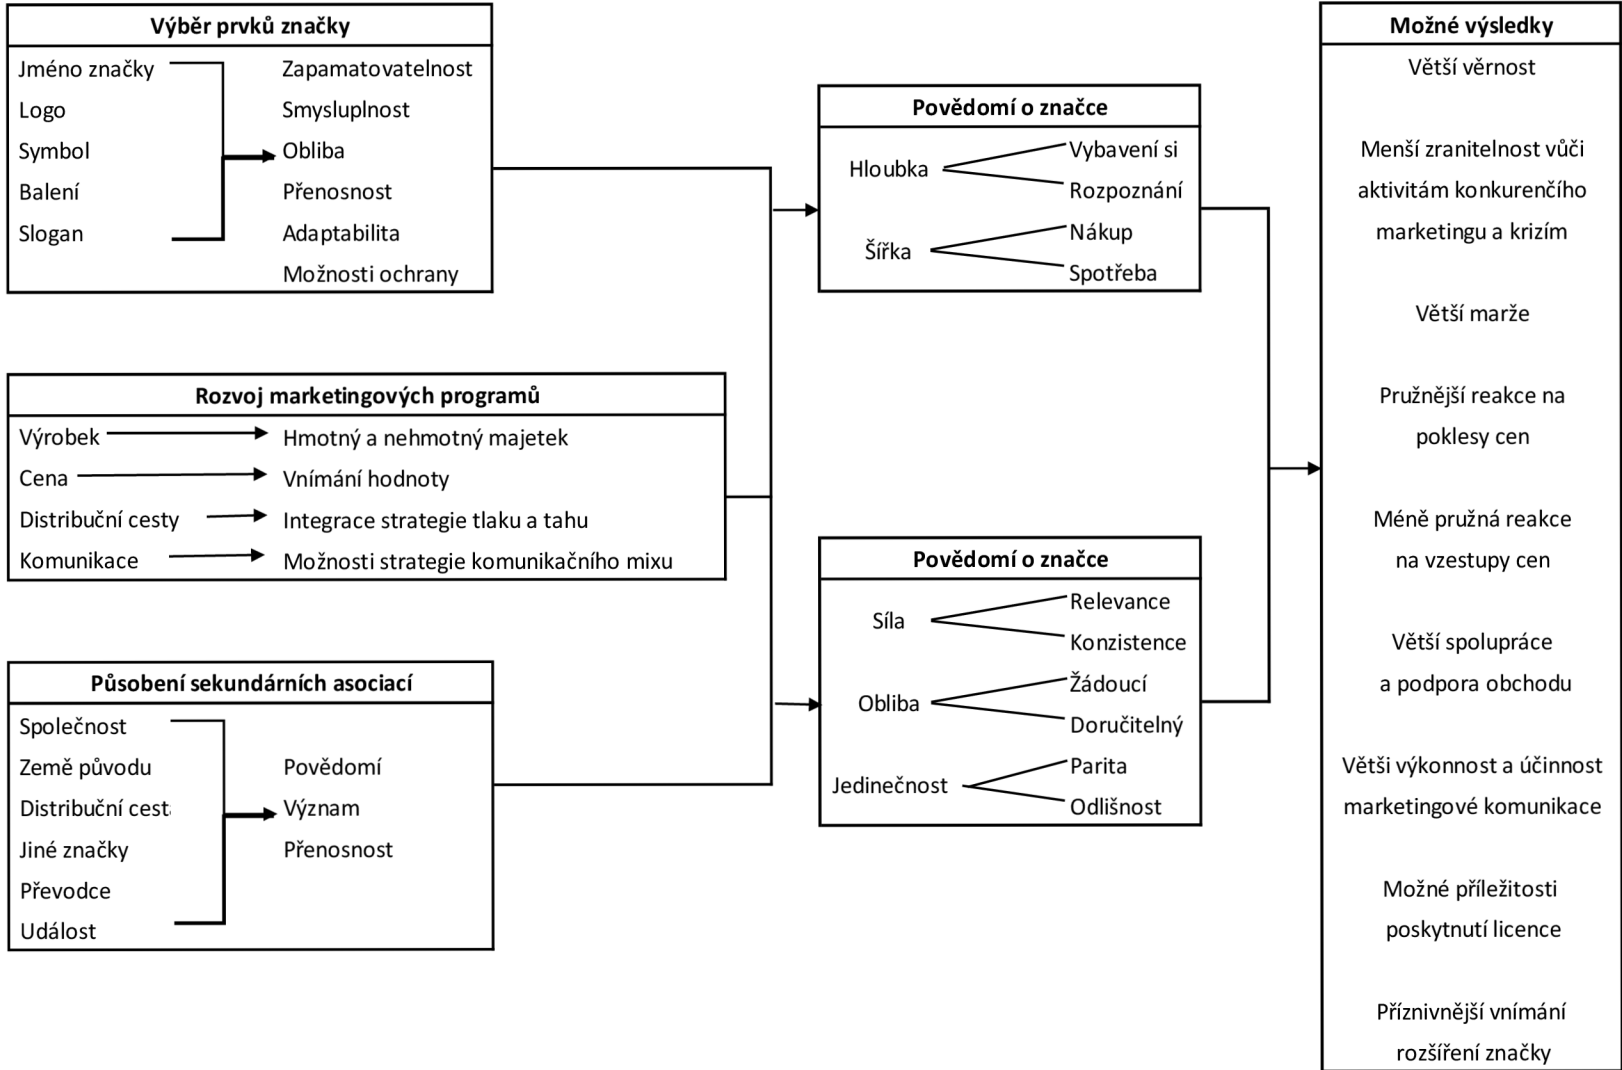 Výběr prvků značky
Jméno značky
Logo
Symbol
Balení
Slogan
Zapamatovatelnost
Smysluplnost
Obliba
Přenosnost
Adaptabilita
Možnosti ochrany
Rozvoj marketingových programů
Výrobek
Cena
Distribuční cesty
Komunikace
Hmotný a nehmotný majetek
Vnímání hodnoty
Integrace strategie tlaku a tahu
Možnosti strategie komunikačního mixu
Působení sekundárních asociací
Společnost
Země původu
Distribuční cesta
Jiné značky
Převodce
Událost
Povědomí
Význam
Přenosnost
Povědomí o značce
Hloubka
Vybavení si
Rozpoznání
Šířka
Nákup
Spotřeba
Povědomí o značce
Síla
Relevance
Konzistence
Obliba
Žádoucí
Doručitelný
Jedinečnost
Parita
Odlišnost
Možné výsledky
Větší věrnost
Menší zranitelnost vůči
aktivitám konkurenčího
marketingu a krizím
Větší marže
Pružnější reakce na
poklesy cen
Méně pružná reakce
na vzestupy cen
Větší spolupráce
a podpora obchodu
Větši výkonnost a účinnost
marketingové komunikace
Možné příležitosti
poskytnutí licence
Příznivnější vnímání
rozšíření značky